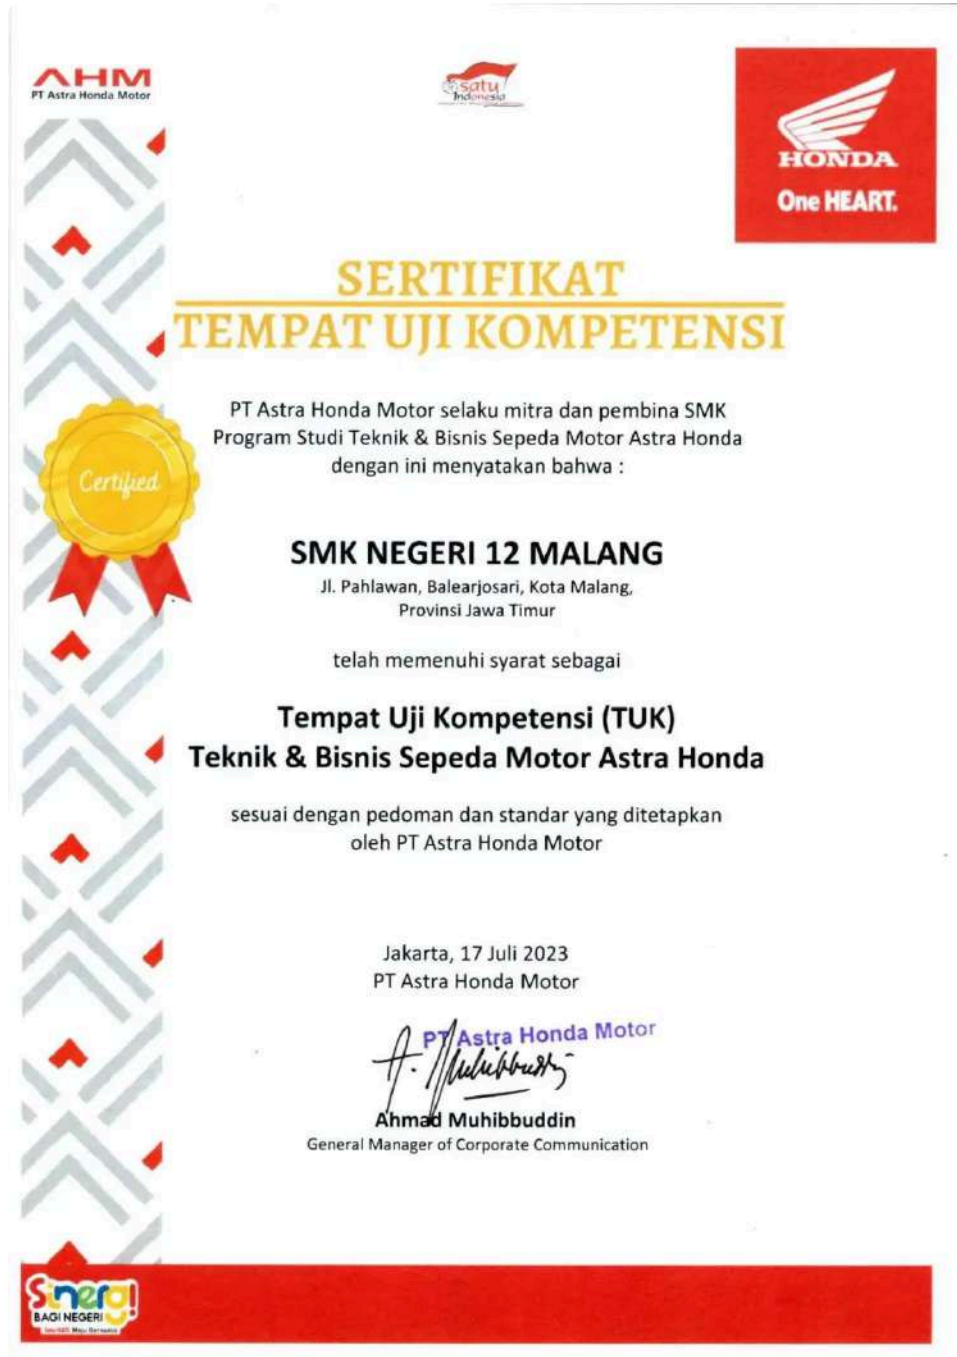 AHM
PT Astra Honda Motor
satu
Indonesia
HONDA
One HEART.
SERTIFIKAT
TEMPAT UJI KOMPETENSI
PT Astra Honda Motor selaku mitra dan pembina SMK
Program Studi Teknik & Bisnis Sepeda Motor Astra Honda
dengan ini menyatakan bahwa :
Certified
SMK NEGERI 12 MALANG
Jl. Pahlawan, Balearjosari, Kota Malang,
Provinsi Jawa Timur
telah memenuhi syarat sebagai
Tempat Uji Kompetensi (TUK)
Teknik & Bisnis Sepeda Motor Astra Honda
sesuai dengan pedoman dan standar yang ditetapkan
oleh PT Astra Honda Motor
Jakarta, 17 Juli 2023
PT Astra Honda Motor
PT Astra Honda Motor
A. Muhibbuddin
Ahmad Muhibbuddin
General Manager of Corporate Communication
Sinergi
BAGI NEGERI